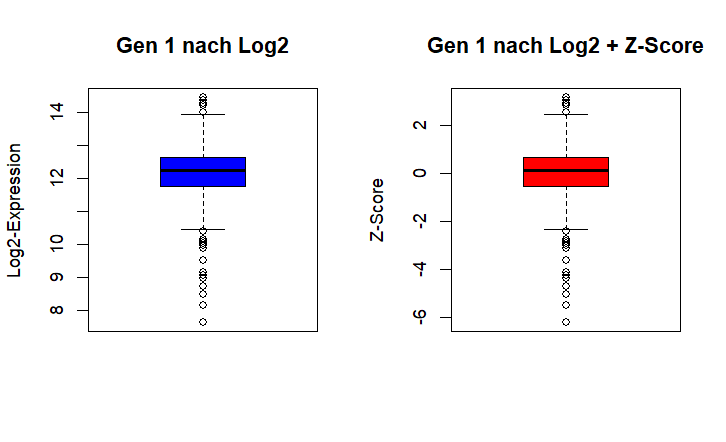 Gen 1 nach Log2
Log2-Expression
14
12
10
9
8
Gen 1 nach Log2 + Z-Score
Z-Score
2
0
-2
-4
-6